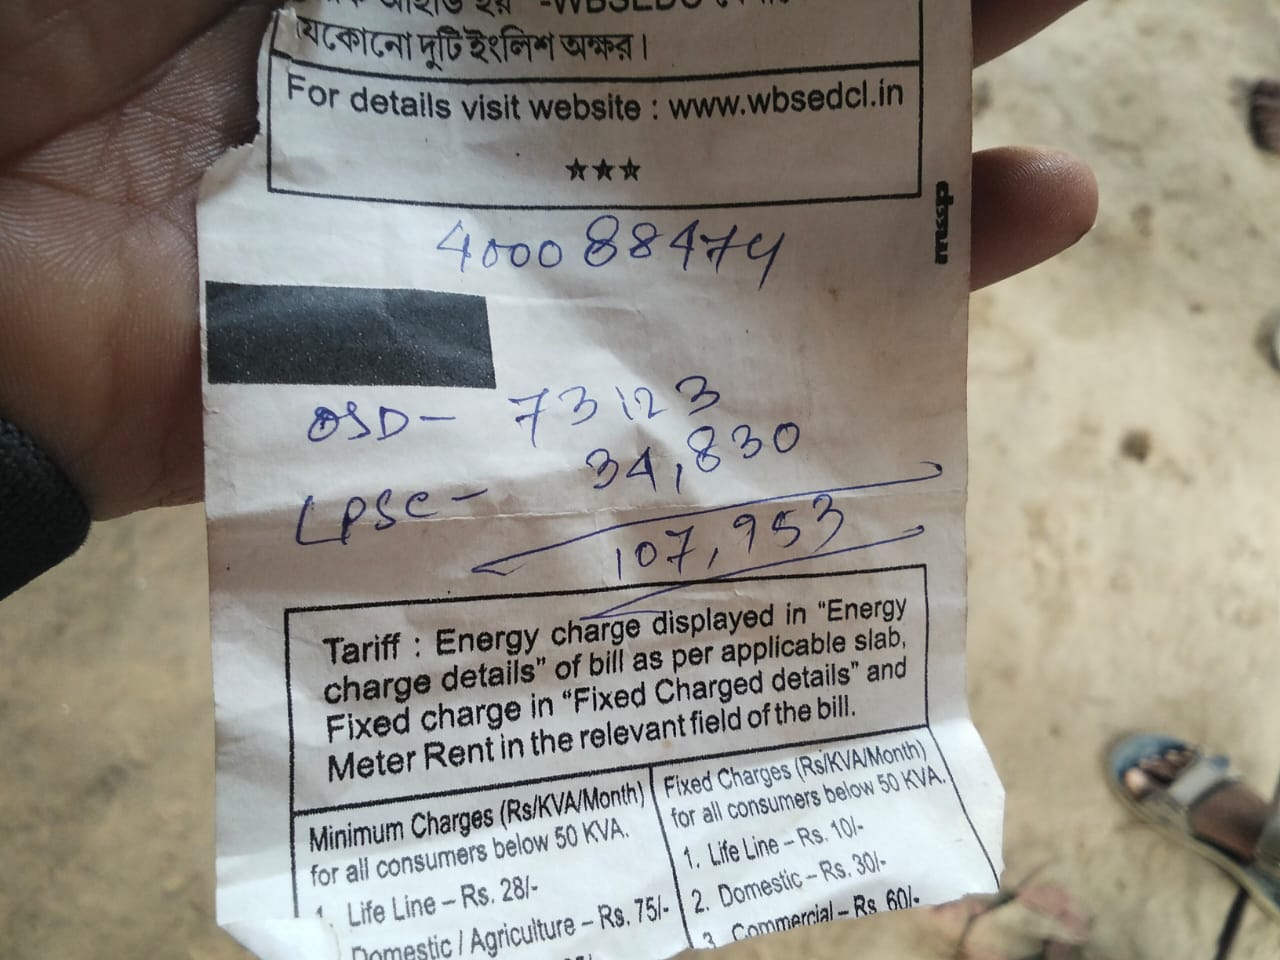 -WBSEDC
যেকোনো দুটি ইংলিশ অক্ষর।
For details visit website : www.wbsedcl.in
★★★
400088474
OSD- 73123
LPSC- 34,830
107,953
Tariff : Energy charge displayed in “Energy
charge details” of bill as per applicable slab,
Fixed charge in “Fixed Charged details” and
Meter Rent in the relevant field of the bill.
Minimum Charges (Rs/KVA/Month)
for all consumers below 50 KVA.
1. Life Line – Rs. 28/-
Domestic / Agriculture – Rs. 75/-
Fixed Charges (Rs/KVA/Month)
for all consumers below 50 KVA.
1. Life Line – Rs. 10/-
2. Domestic – Rs. 30/-
3. Commercial – Rs. 60/-